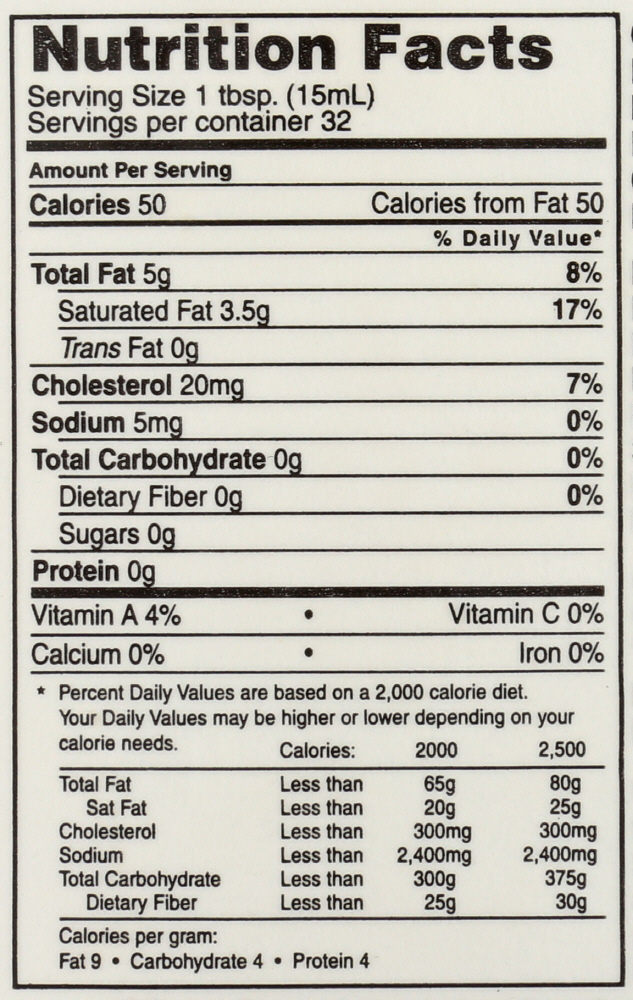 Nutrition Facts
Serving Size 1 tbsp. (15mL)
Servings per container 32
Amount Per Serving
Calories 50 Calories from Fat 50
% Daily Value*
Total Fat 5g 8%
Saturated Fat 3.5g 17%
Trans Fat 0g
Cholesterol 20mg 7%
Sodium 5mg 0%
Total Carbohydrate 0g 0%
Dietary Fiber 0g 0%
Sugars 0g
Protein 0g
Vitamin A 4% • Vitamin C 0%
Calcium 0% • Iron 0%
* Percent Daily Values are based on a 2,000 calorie diet.
Your Daily Values may be higher or lower depending on your
calorie needs. Calories: 2000 2,500
Total Fat Less than 65g 80g
Sat Fat Less than 20g 25g
Cholesterol Less than 300mg 300mg
Sodium Less than 2,400mg 2,400mg
Total Carbohydrate Less than 300g 375g
Dietary Fiber Less than 25g 30g
Calories per gram:
Fat 9 • Carbohydrate 4 • Protein 4